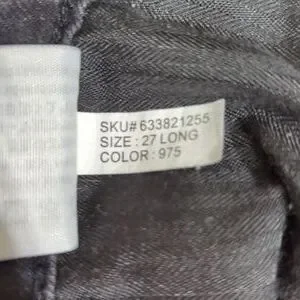 SKU# 633821255
SIZE : 27 LONG
COLOR : 975